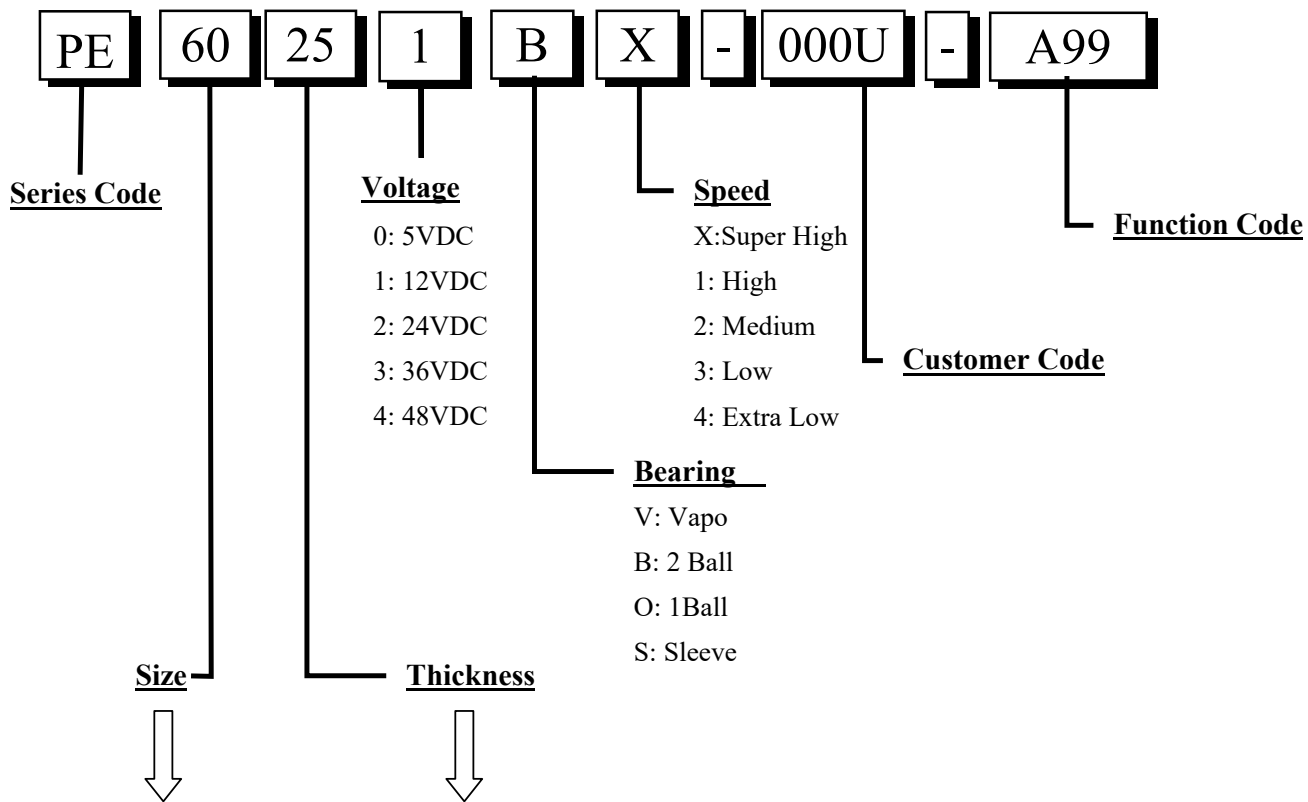 PE 60 25 1 B X - 000U - A99
Series Code
Voltage
0: 5VDC
1: 12VDC
2: 24VDC
3: 36VDC
4: 48VDC
Speed
X:Super High
1: High
2: Medium
3: Low
4: Extra Low
Function Code
Customer Code
Bearing
V: Vapo
B: 2 Ball
O: 1Ball
S: Sleeve
Size
Thickness